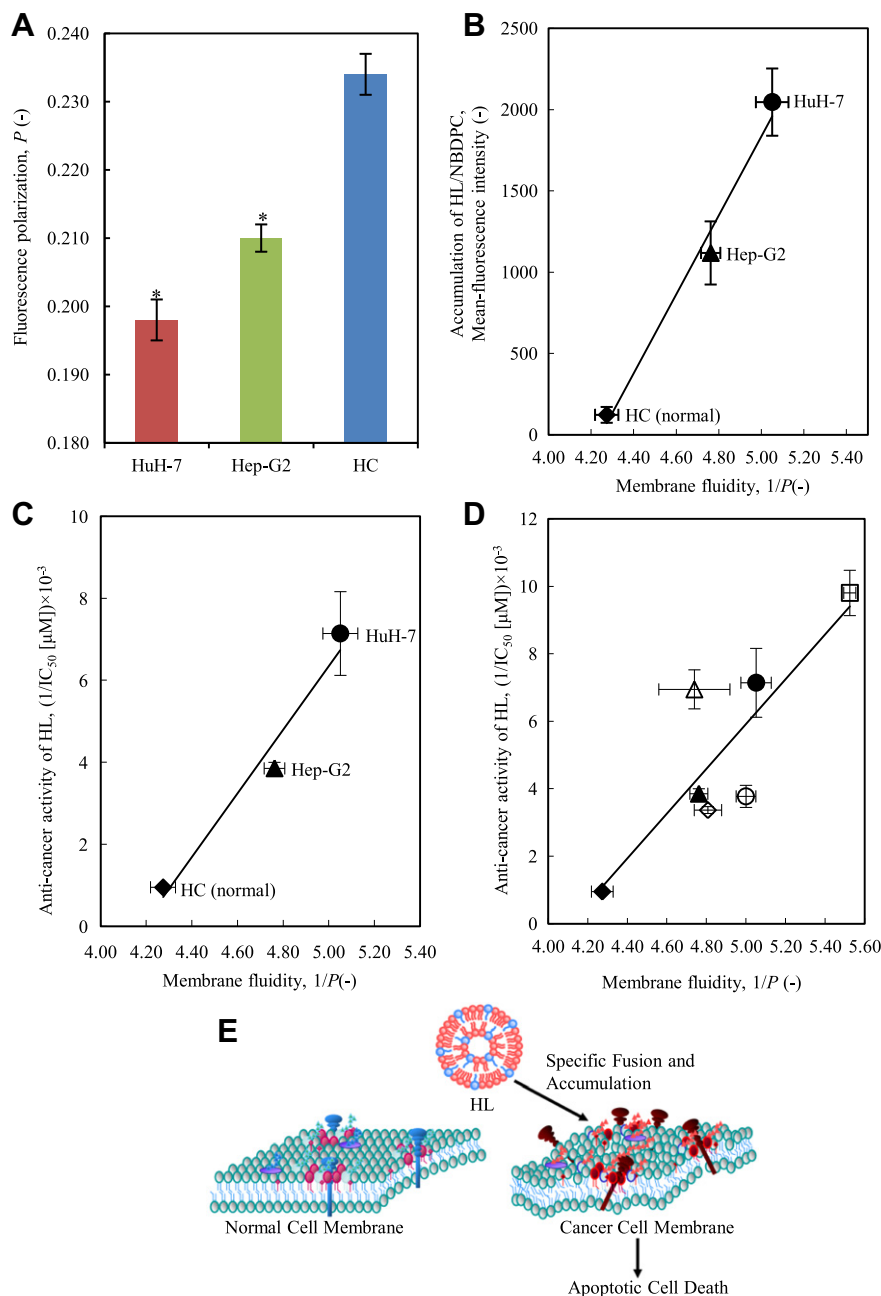 A
Fluorescence polarization, P (-)
0.240
0.230
0.220
0.210
0.200
0.190
0.180
*
*
HuH-7 Hep-G2 HC
B
Accumulation of HL/NBDPC,
Mean-fluorescence intensity (-)
2500
2000
1500
1000
500
0
HuH-7
Hep-G2
HC (normal)
4.00 4.20 4.40 4.60 4.80 5.00 5.20 5.40
Membrane fluidity, 1/P(-)
C
Anti-cancer activity of HL, (1/IC50 [μM])×10⁻³
10
8
6
4
2
0
HuH-7
Hep-G2
HC (normal)
4.00 4.20 4.40 4.60 4.80 5.00 5.20 5.40
Membrane fluidity, 1/P(-)
D
Anti-cancer activity of HL, (1/IC50 [μM])×10⁻³
12
10
8
6
4
2
0
4.00 4.20 4.40 4.60 4.80 5.00 5.20 5.40 5.60
Membrane fluidity, 1/P (-)
E
HL
Specific Fusion and
Accumulation
Normal Cell Membrane
Cancer Cell Membrane
Apoptotic Cell Death